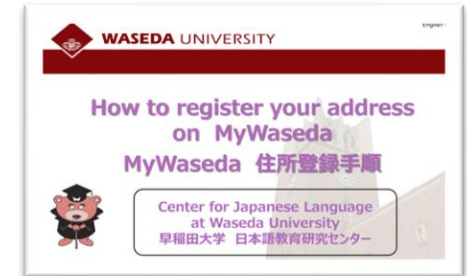 WASEDA UNIVERSITY
English
How to register your address
on MyWaseda
MyWaseda 住所登録手順
Center for Japanese Language
at Waseda University
早稲田大学 日本語教育研究センター